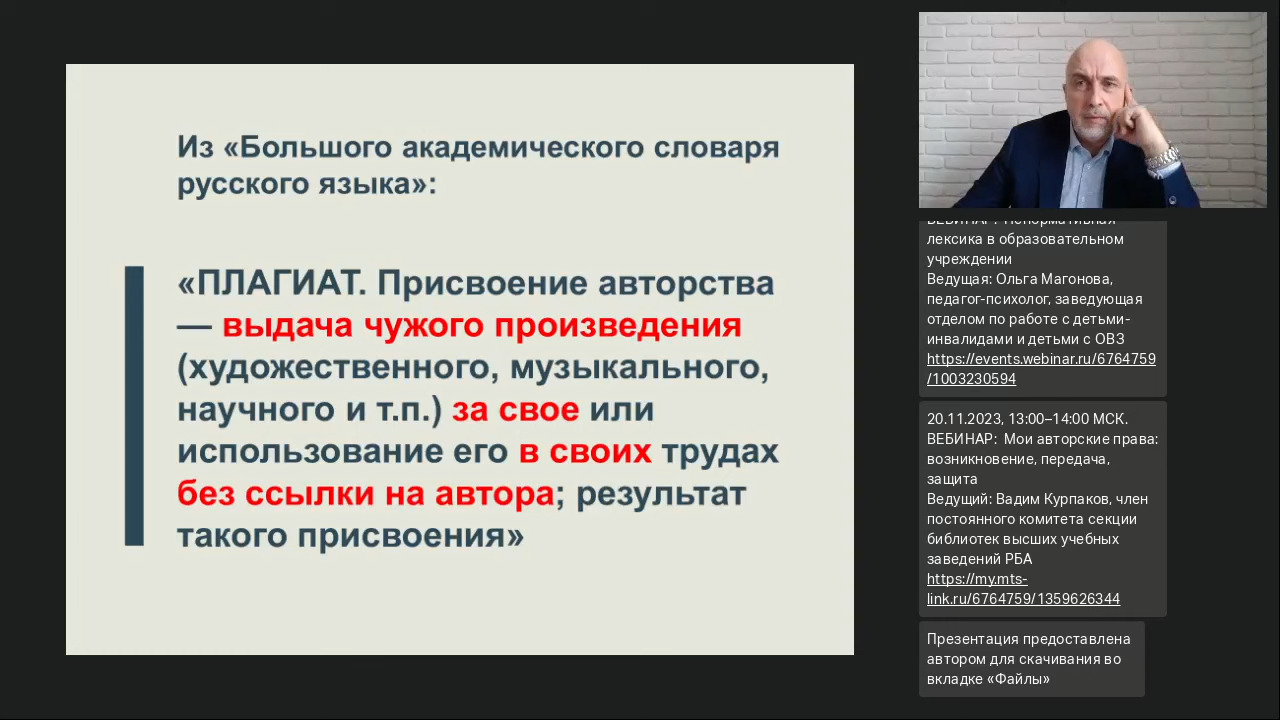 Из «Большого академического словаря
русского языка»:
«ПЛАГИАТ. Присвоение авторства
— выдача чужого произведения
(художественного, музыкального,
научного и т.п.) за свое или
использование его в своих трудах
без ссылки на автора; результат
такого присвоения»
ВЕБИНАР: Ненормативная
лексика в образовательном
учреждении
Ведущая: Ольга Магонова,
педагог-психолог, заведующая
отделом по работе с детьми-
инвалидами и детьми с ОВЗ
https://events.webinar.ru/6764759
/1003230594
20.11.2023, 13:00–14:00 МСК.
ВЕБИНАР: Мои авторские права:
возникновение, передача,
защита
Ведущий: Вадим Курпаков, член
постоянного комитета секции
библиотек высших учебных
заведений РБА
https://my.mts-
link.ru/6764759/1359626344
Презентация предоставлена
автором для скачивания во
вкладке «Файлы»